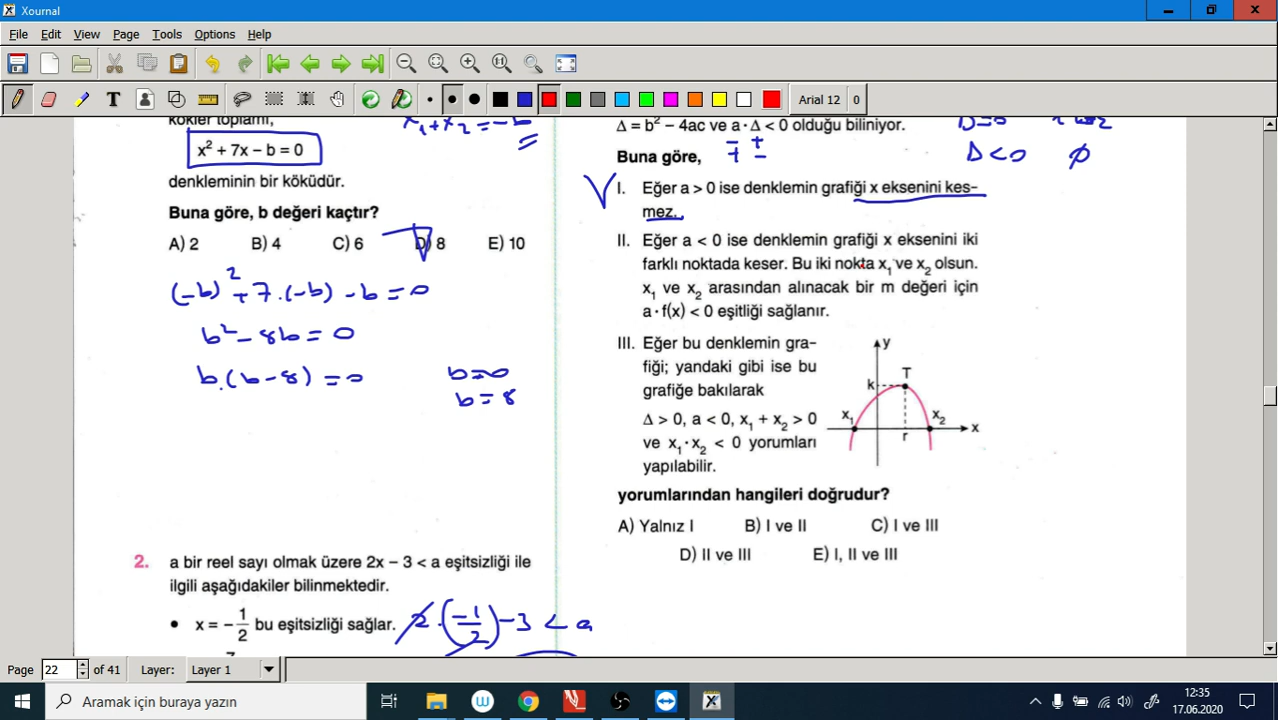 Xournal
File Edit View Page Tools Options Help
Arial 12 0
kökler toplamı,
x₁+x₂=-b
x² + 7x – b = 0
denkleminin bir köküdür.
Buna göre, b değeri kaçtır?
A) 2 B) 4 C) 6 D) 8 E) 10
(-b)²+7.(-b)-b=0
b²-8b=0
b.(b-8)=0
b=0
b=8
2. a bir reel sayı olmak üzere 2x – 3 < a eşitsizliği ile
ilgili aşağıdakiler bilinmektedir.
• x = –1/2 bu eşitsizliği sağlar. 2.(-1/2)-3<a
Δ = b² – 4ac ve a · Δ < 0 olduğu biliniyor.
Δ=0
Buna göre, - +
+ -
Δ<0 ∅
I. Eğer a > 0 ise denklemin grafiği x eksenini kes-
mez.
II. Eğer a < 0 ise denklemin grafiği x eksenini iki
farklı noktada keser. Bu iki nokta x₁ ve x₂ olsun.
x₁ ve x₂ arasından alınacak bir m değeri için
a · f(x) < 0 eşitliği sağlanır.
III. Eğer bu denklemin gra-
fiği; yandaki gibi ise bu
grafiğe bakılarak
Δ > 0, a < 0, x₁ + x₂ > 0
ve x₁·x₂ < 0 yorumları
yapılabilir.
y
T
k
x₁ x₂
r x
yorumlarından hangileri doğrudur?
A) Yalnız I B) I ve II C) I ve III
D) II ve III E) I, II ve III
Page 22 of 41 Layer: Layer 1
Aramak için buraya yazın
12:35
17.06.2020